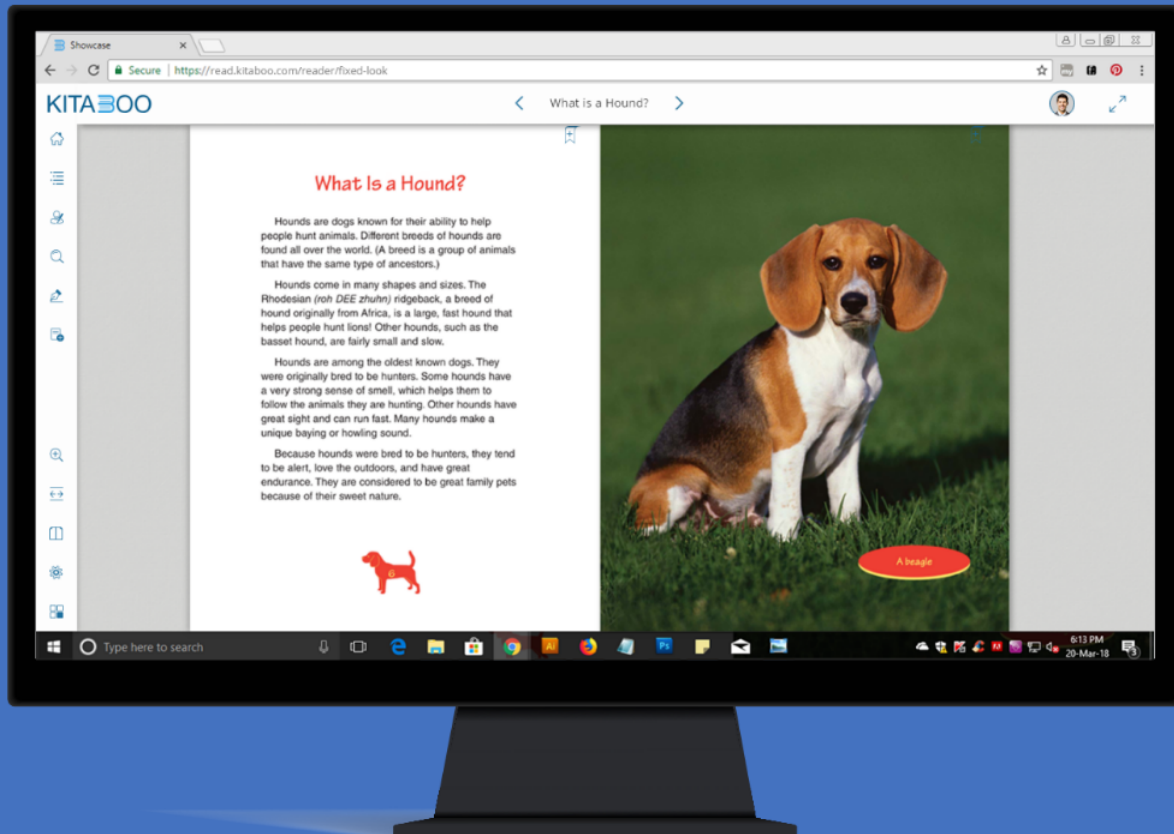 Showcase
Secure | https://read.kitaboo.com/reader/fixed-look
KITABOO
What is a Hound?
What Is a Hound?
Hounds are dogs known for their ability to help
people hunt animals. Different breeds of hounds are
found all over the world. (A breed is a group of animals
that have the same type of ancestors.)
Hounds come in many shapes and sizes. The
Rhodesian (roh DEE zhuhn) ridgeback, a breed of
hound originally from Africa, is a large, fast hound that
helps people hunt lions! Other hounds, such as the
basset hound, are fairly small and slow.
Hounds are among the oldest known dogs. They
were originally bred to be hunters. Some hounds have
a very strong sense of smell, which helps them to
follow the animals they are hunting. Other hounds have
great sight and can run fast. Many hounds make a
unique baying or howling sound.
Because hounds were bred to be hunters, they tend
to be alert, love the outdoors, and have great
endurance. They are considered to be great family pets
because of their sweet nature.
6
A beagle
Type here to search
Ai
Ps
6:13 PM
20-Mar-18
3